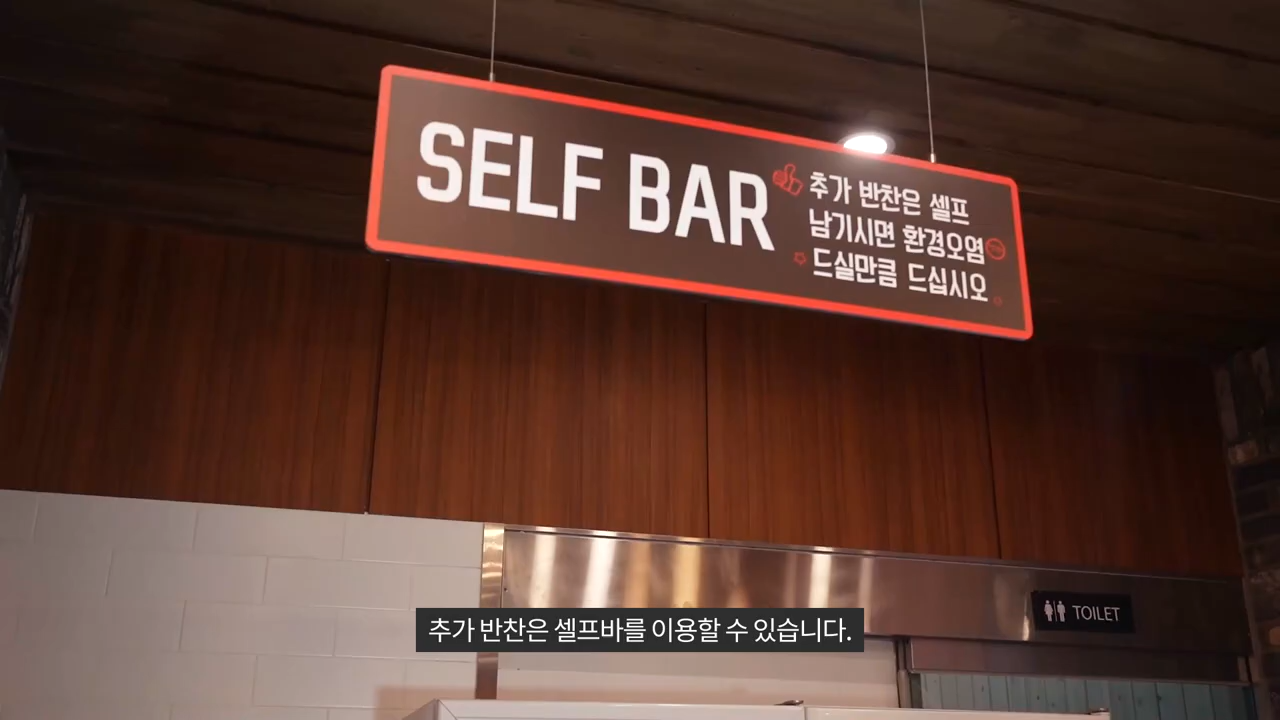 SELF BAR
추가 반찬은 셀프
남기시면 환경오염
드실만큼 드십시오
TOILET
추가 반찬은 셀프바를 이용할 수 있습니다.